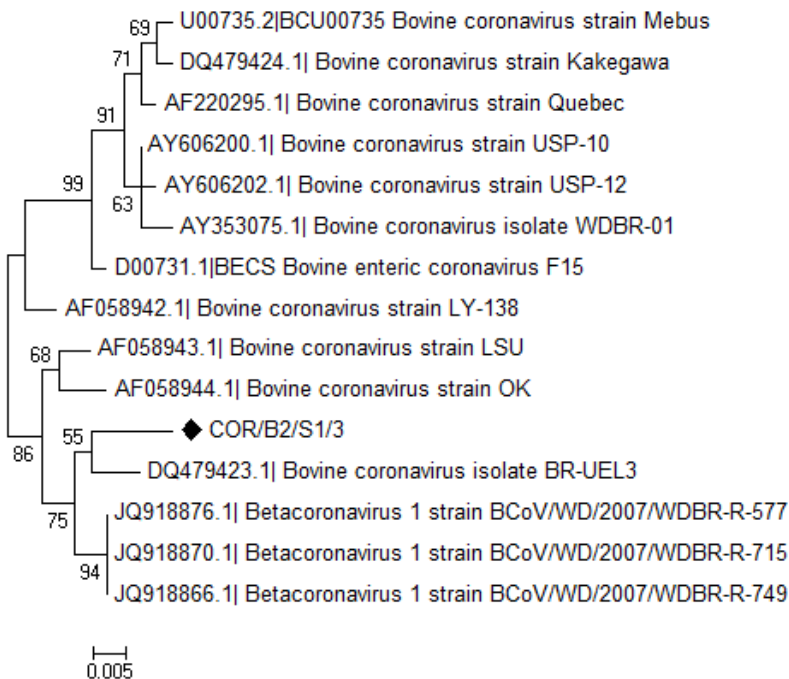 69
U00735.2|BCU00735 Bovine coronavirus strain Mebus
DQ479424.1| Bovine coronavirus strain Kakegawa
71
AF220295.1| Bovine coronavirus strain Quebec
91
AY606200.1| Bovine coronavirus strain USP-10
99
AY606202.1| Bovine coronavirus strain USP-12
63
AY353075.1| Bovine coronavirus isolate WDBR-01
D00731.1|BECS Bovine enteric coronavirus F15
AF058942.1| Bovine coronavirus strain LY-138
68
AF058943.1| Bovine coronavirus strain LSU
AF058944.1| Bovine coronavirus strain OK
55
COR/B2/S1/3
86
DQ479423.1| Bovine coronavirus isolate BR-UEL3
JQ918876.1| Betacoronavirus 1 strain BCoV/WD/2007/WDBR-R-577
75
JQ918870.1| Betacoronavirus 1 strain BCoV/WD/2007/WDBR-R-715
94
JQ918866.1| Betacoronavirus 1 strain BCoV/WD/2007/WDBR-R-749
0.005